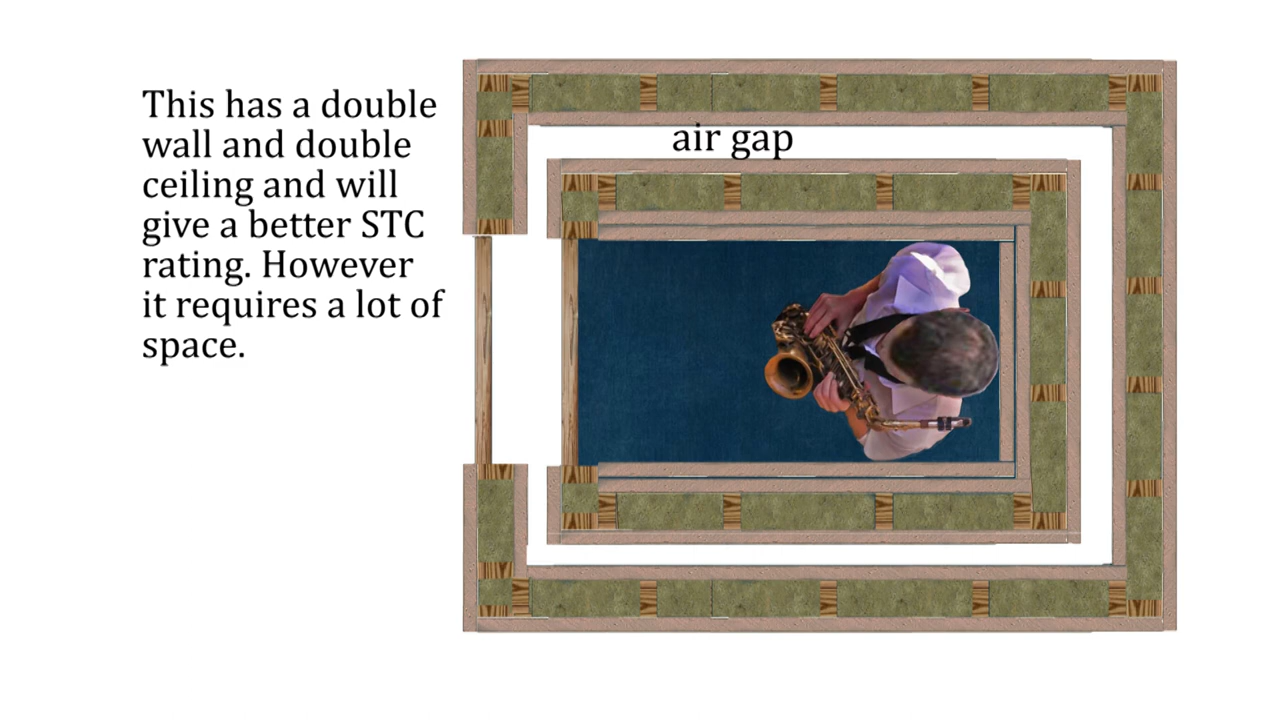 This has a double
wall and double
ceiling and will
give a better STC
rating. However
it requires a lot of
space.
air gap